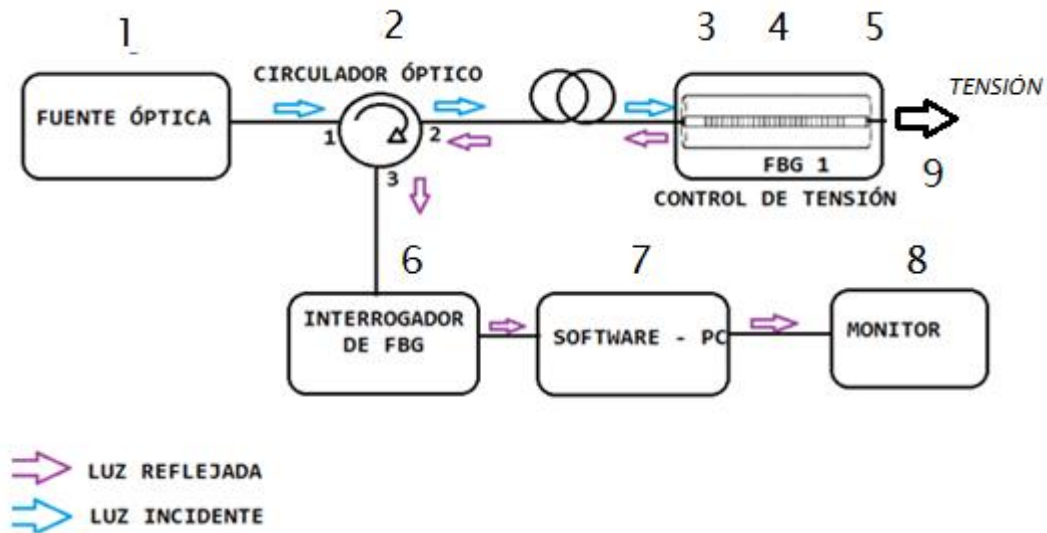 1
2
3
4
5
CIRCULADOR ÓPTICO
TENSIÓN
FUENTE ÓPTICA
1
2
3
FBG 1
9
CONTROL DE TENSIÓN
6
7
8
INTERROGADOR
DE FBG
SOFTWARE - PC
MONITOR
LUZ REFLEJADA
LUZ INCIDENTE